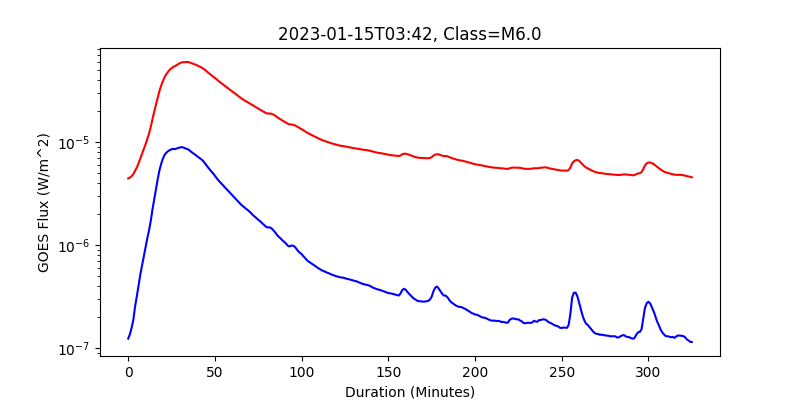 2023-01-15T03:42, Class=M6.0
GOES Flux (W/m^2)
10^-5
10^-6
10^-7
0 50 100 150 200 250 300
Duration (Minutes)